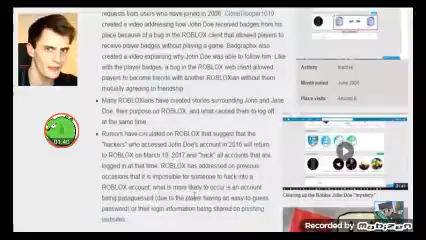 requests from users who have joined in 2006. CloneTrooper1019
created a video addressing how John Doe received badges from his
place because of a bug in the ROBLOX client that allowed players to
receive player badges without playing a game. Badgraphix also
created a video explaining why John Doe was able to follow him. Like
with the player badges, a bug in the ROBLOX web client allowed
players to become friends with another ROBLOXian without them
mutually agreeing to friendship
Many ROBLOXians have created stories surrounding John and Jane
Doe, their purpose on ROBLOX, and what caused them to log off
at the same time.
Rumors have circulated on ROBLOX that suggest that the
"hackers" who accessed John Doe's account in 2016 will return
to ROBLOX on March 18, 2017 and "hack" all accounts that are
logged in at that time. ROBLOX has addressed on previous
occasions that it is impossible for someone to hack into a
ROBLOX account; what is more likely to occur is an account
being passguessed (due to the player having an easy-to-guess
password) or their login information being shared on phishing
websites.
Activity
Inactive
Month joined
June 2006
Place visits
Around 6
01:40
Clearing up the Roblox John Doe "mystery"
Recorded by Mobizen